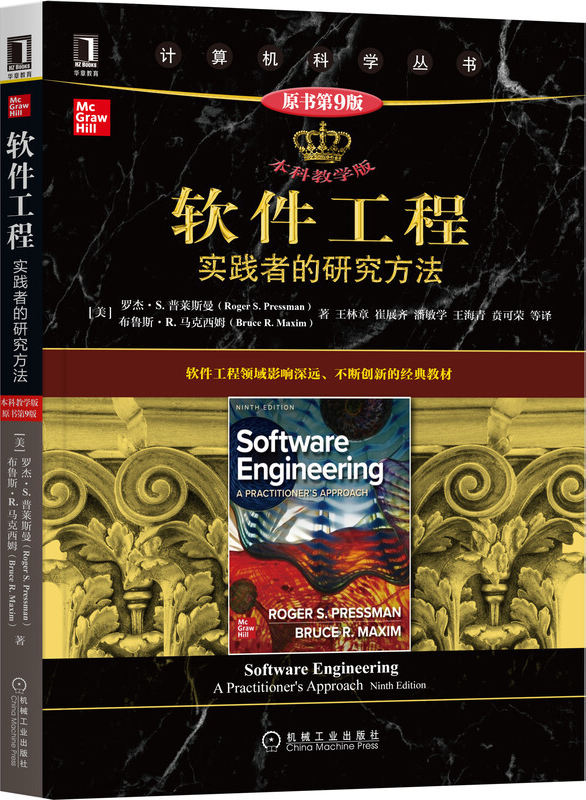 华章教育
Mc
Graw
Hill
软件工程
实践者的研究方法
本科教学版
原书第9版
[美]
罗杰·S.普莱斯曼(Roger S. Pressman)
布鲁斯·R.马克西姆(Bruce R. Maxim)
著
机械工业出版社
China Machine Press
华章教育
计算机科学丛书
Mc
Graw
Hill
原书第9版
本科教学版
软件工程
实践者的研究方法
[美] 罗杰·S.普莱斯曼(Roger S. Pressman)
布鲁斯·R.马克西姆(Bruce R. Maxim)
著 王林章 崔展齐 潘敏学 王海青 贲可荣 等译
软件工程领域影响深远、不断创新的经典教材
NINTH EDITION
Software
Engineering
A PRACTITIONER'S APPROACH
ROGER S. PRESSMAN
BRUCE R. MAXIM
Mc
Graw
Hill
Software Engineering
A Practitioner's Approach Ninth Edition
机械工业出版社
China Machine Press